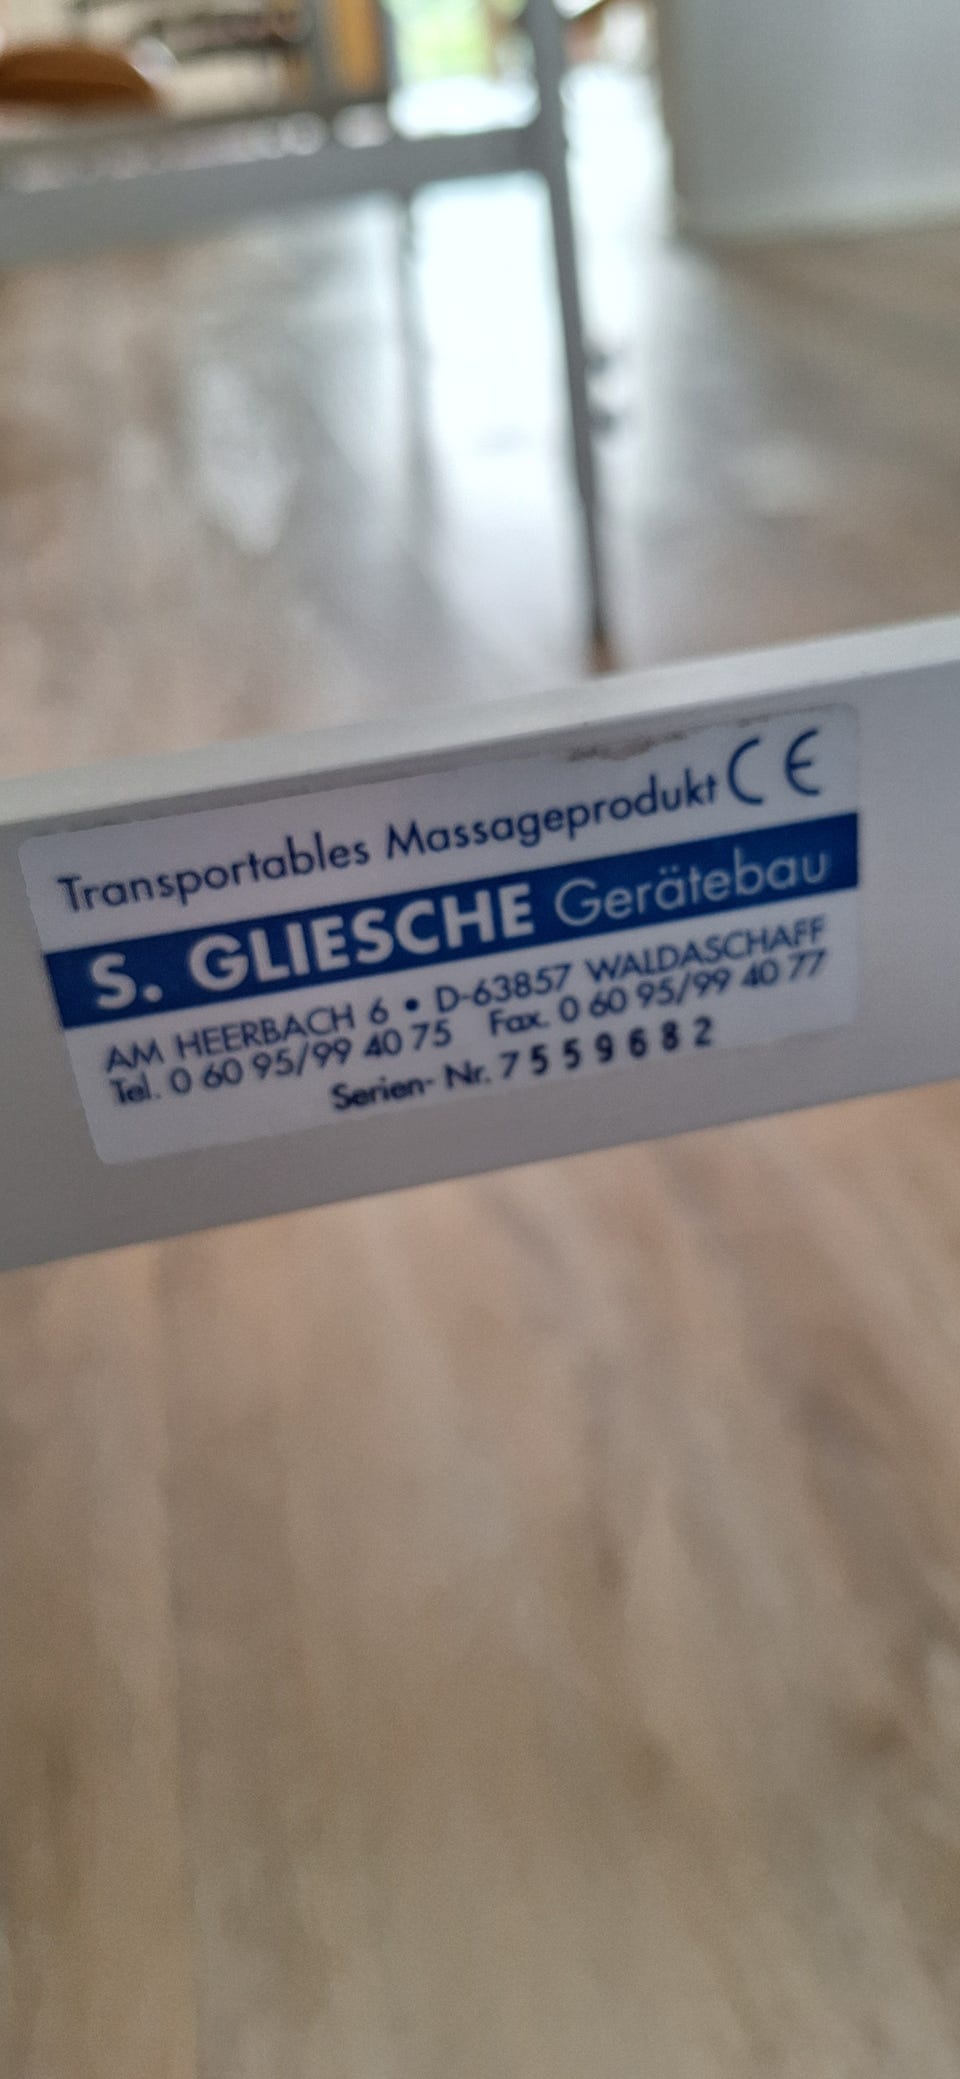 Transportables Massageprodukt CE
S. GLIESCHE Gerätebau
AM HEERBACH 6 • D-63857 WALDASCHAFF
Tel. 0 60 95/99 40 75 Fax. 0 60 95/99 40 77
Serien- Nr. 7559682